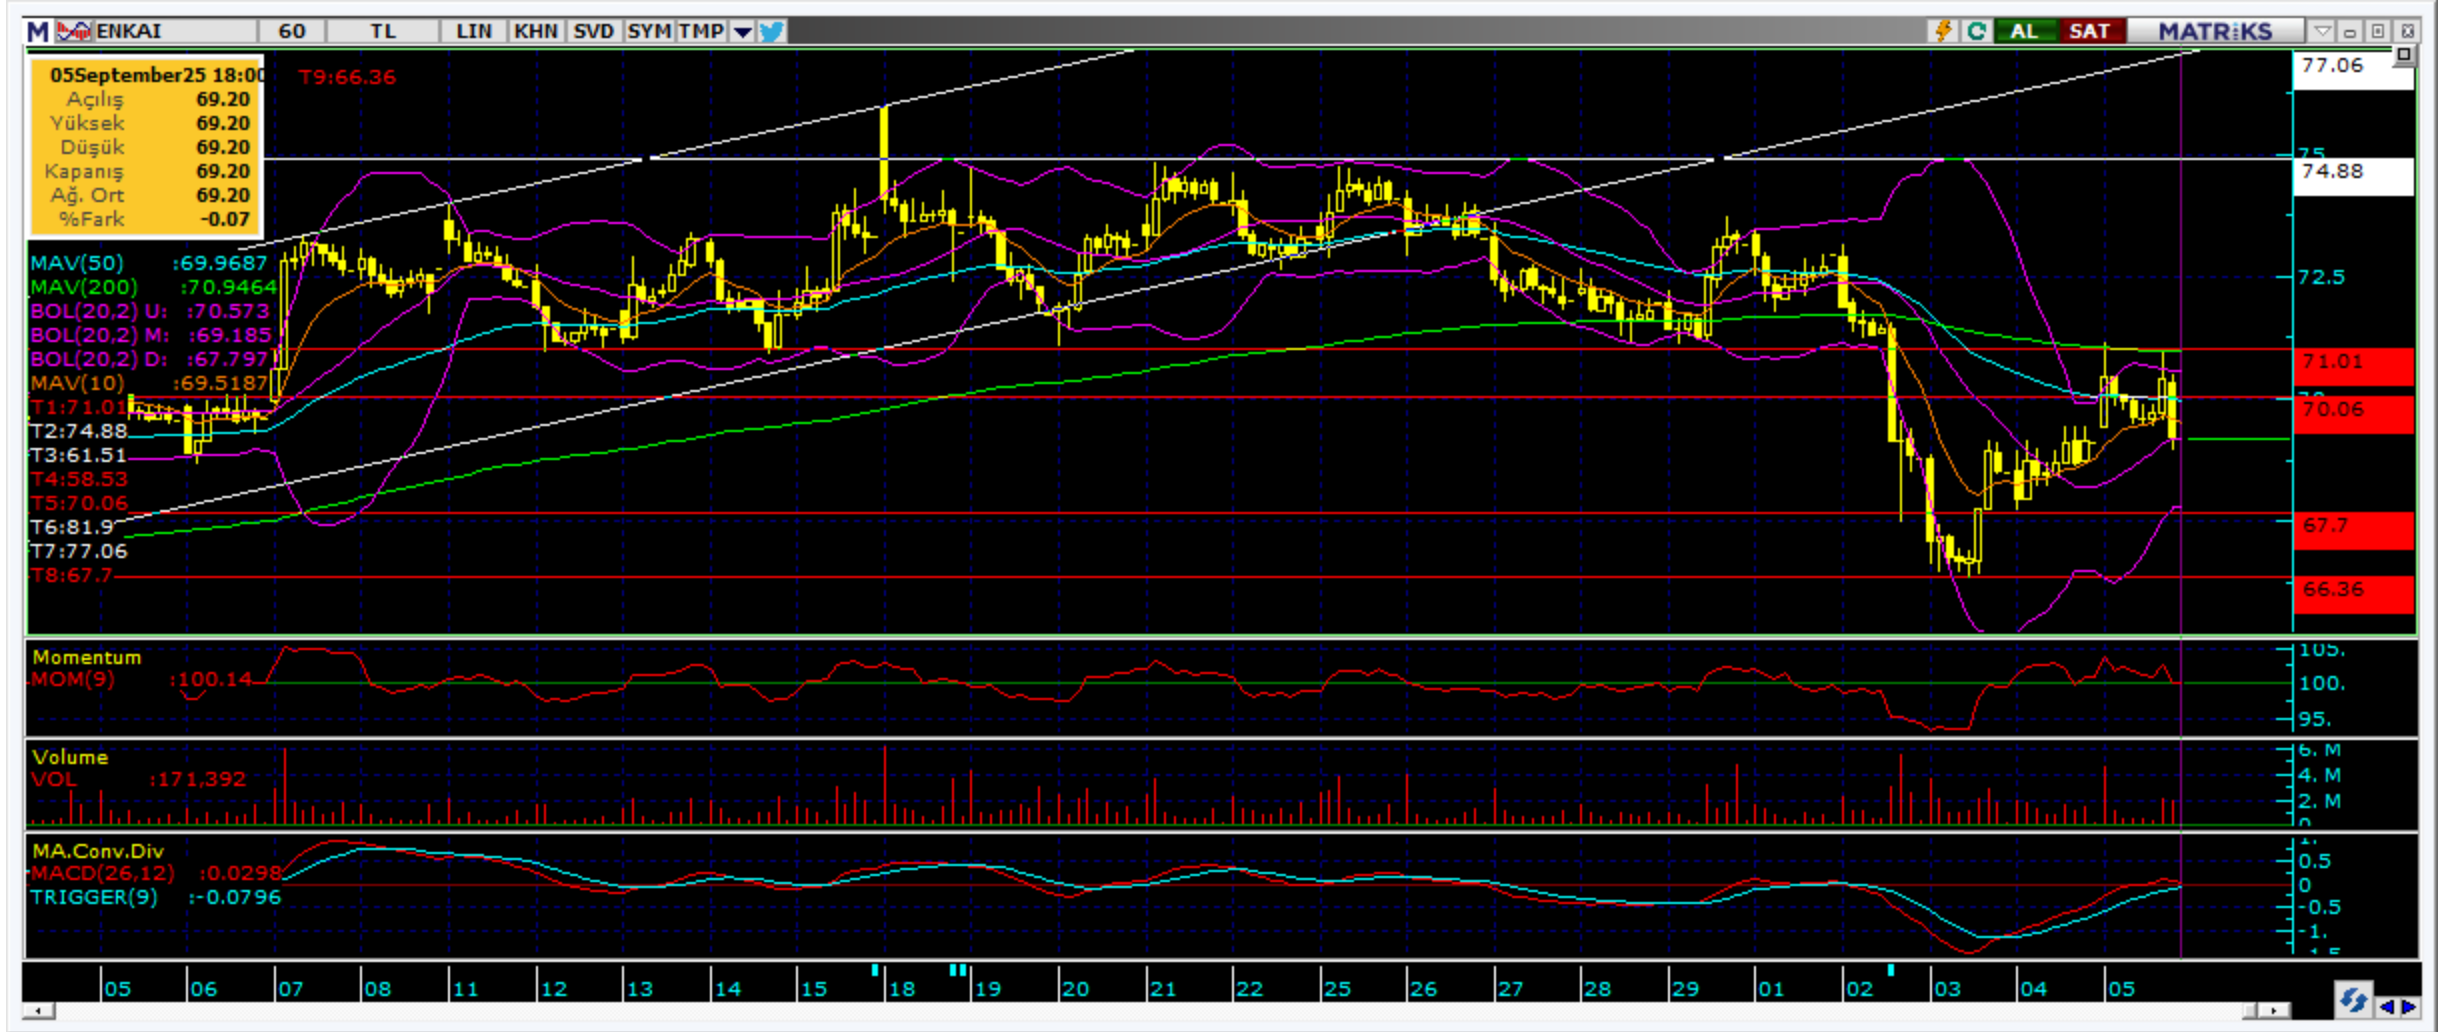 M ENKAI 60 TL LIN KHN SVD SYM TMP AL SAT MATRİKS
05September25 18:00
Açılış 69.20
Yüksek 69.20
Düşük 69.20
Kapanış 69.20
Ağ. Ort 69.20
%Fark -0.07
T9:66.36
MAV(50) :69.9687
MAV(200) :70.9464
BOL(20,2) U: :70.573
BOL(20,2) M: :69.185
BOL(20,2) D: :67.797
MAV(10) :69.5187
T1:71.01
T2:74.88
T3:61.51
T4:58.53
T5:70.06
T6:81.9
T7:77.06
T8:67.7
77.06
75
74.88
72.5
71.01
70.06
67.7
66.36
Momentum
MOM(9) :100.14
105.
100.
95.
Volume
VOL :171,392
6. M
4. M
2. M
0
MA.Conv.Div
MACD(26,12) :0.0298
TRIGGER(9) :-0.0796
0.5
0
-0.5
-1.
05 06 07 08 11 12 13 14 15 18 19 20 21 22 25 26 27 28 29 01 02 03 04 05